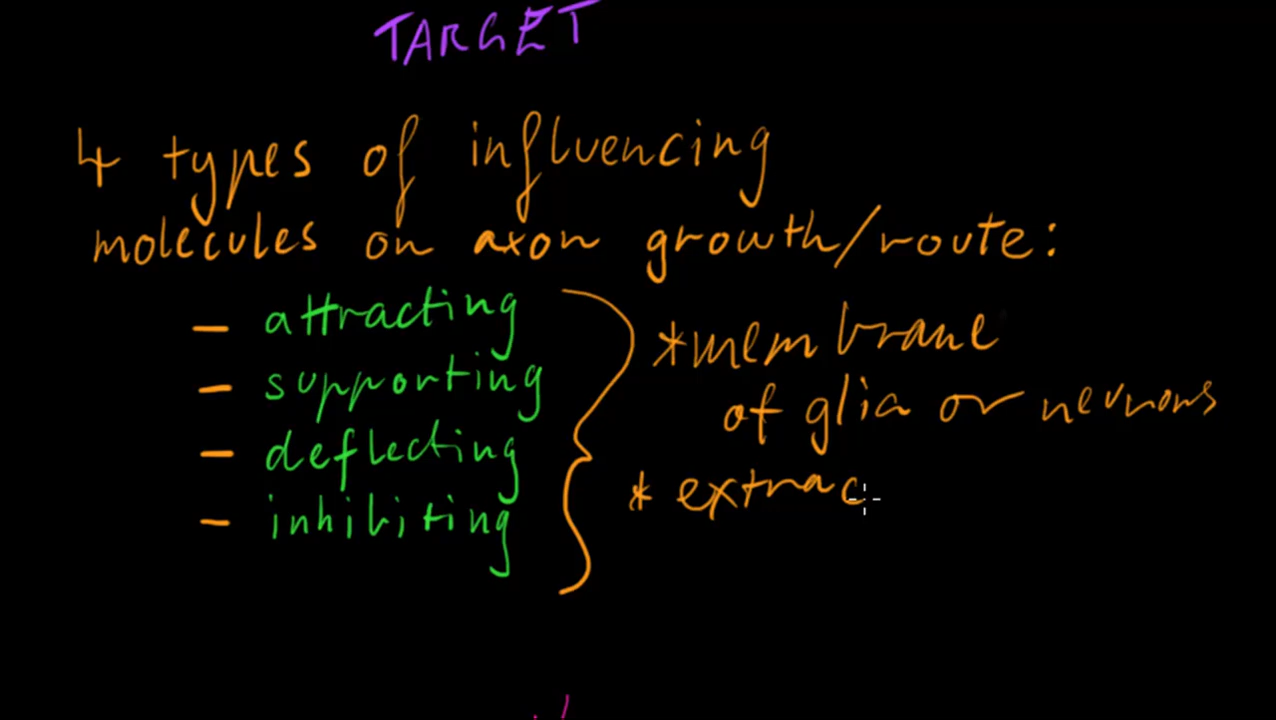 TARGET
4 types of influencing
molecules on axon growth/route:
- attracting
- supporting
- deflecting
- inhibiting
*membrane
of glia or neurons
* extrac